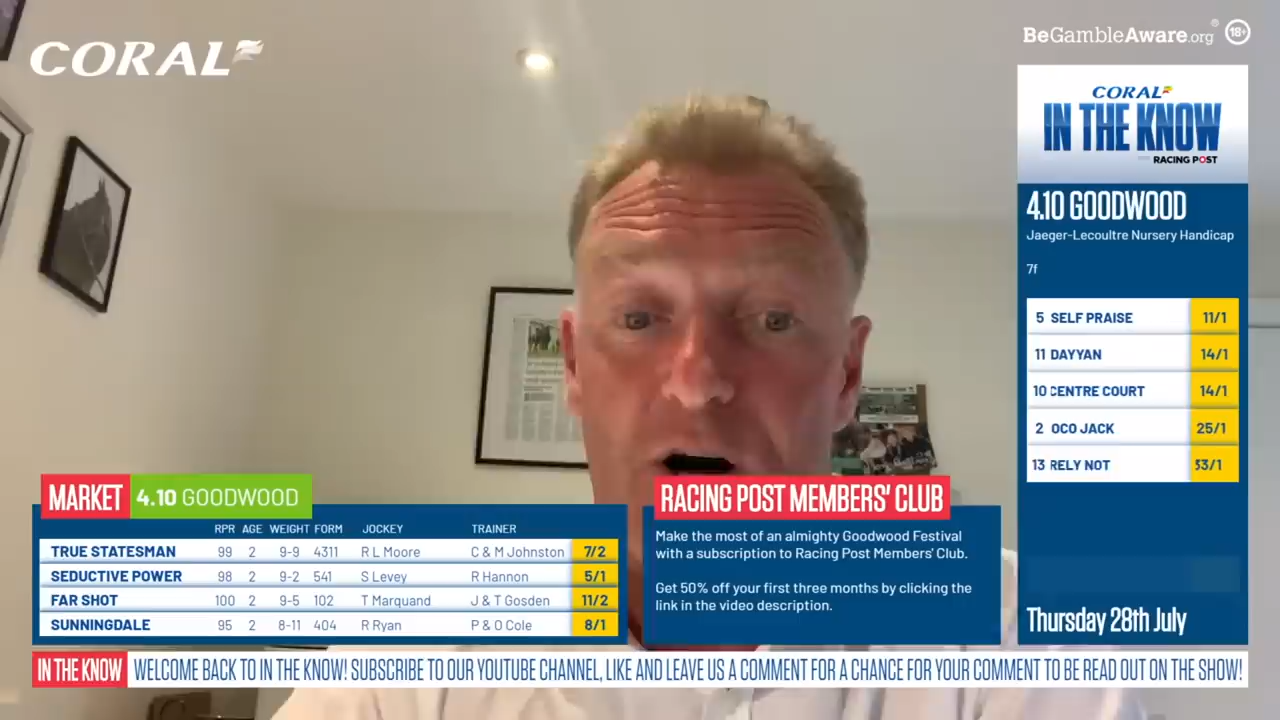 CORAL
BeGambleAware.org® 18+
CORAL
IN THE KNOW
RACING POST
4.10 GOODWOOD
Jaeger-Lecoultre Nursery Handicap
7f
5 SELF PRAISE 11/1
11 DAYYAN 14/1
10 CENTRE COURT 14/1
2 OCO JACK 25/1
13 RELY NOT 33/1
Thursday 28th July
MARKET 4.10 GOODWOOD
RPR AGE WEIGHT FORM JOCKEY TRAINER
TRUE STATESMAN 99 2 9-9 4311 R L Moore C & M Johnston 7/2
SEDUCTIVE POWER 98 2 9-2 541 S Levey R Hannon 5/1
FAR SHOT 100 2 9-5 102 T Marquand J & T Gosden 11/2
SUNNINGDALE 95 2 8-11 404 R Ryan P & O Cole 8/1
RACING POST MEMBERS' CLUB
Make the most of an almighty Goodwood Festival
with a subscription to Racing Post Members' Club.
Get 50% off your first three months by clicking the
link in the video description.
IN THE KNOW WELCOME BACK TO IN THE KNOW! SUBSCRIBE TO OUR YOUTUBE CHANNEL, LIKE AND LEAVE US A COMMENT FOR A CHANCE FOR YOUR COMMENT TO BE READ OUT ON THE SHOW!